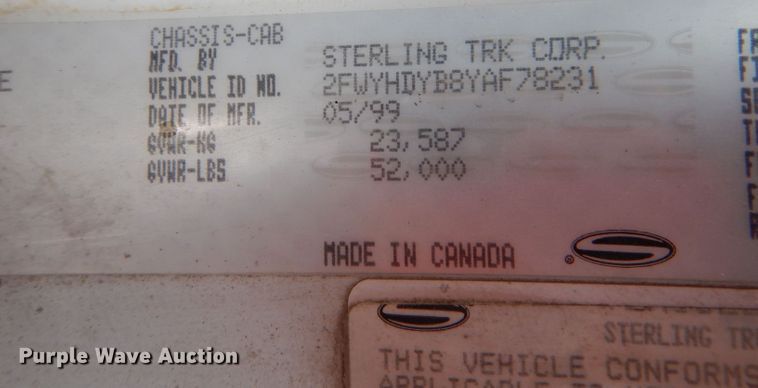 CHASSIS-CAB
MFD. BY STERLING TRK CORP.
VEHICLE ID NO. 2FWYHDYB8YAF78231
DATE OF MFR. 05/99
GVWR-KG 23,587
GVWR-LBS 52,000
MADE IN CANADA ®
STERLING TR
THIS VEHICLE CONFORMS
Purple Wave Auction